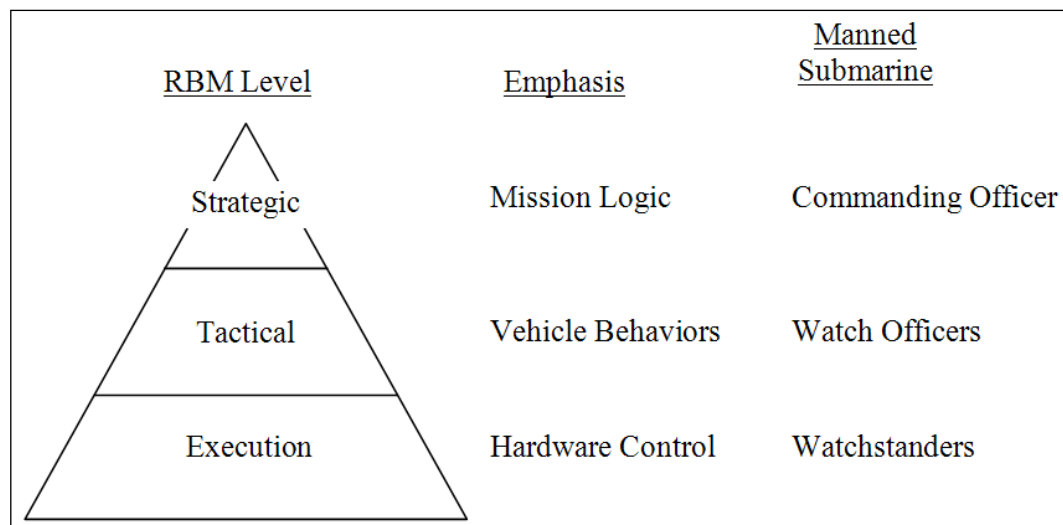 Manned
RBM Level Emphasis Submarine
Strategic Mission Logic Commanding Officer
Tactical Vehicle Behaviors Watch Officers
Execution Hardware Control Watchstanders